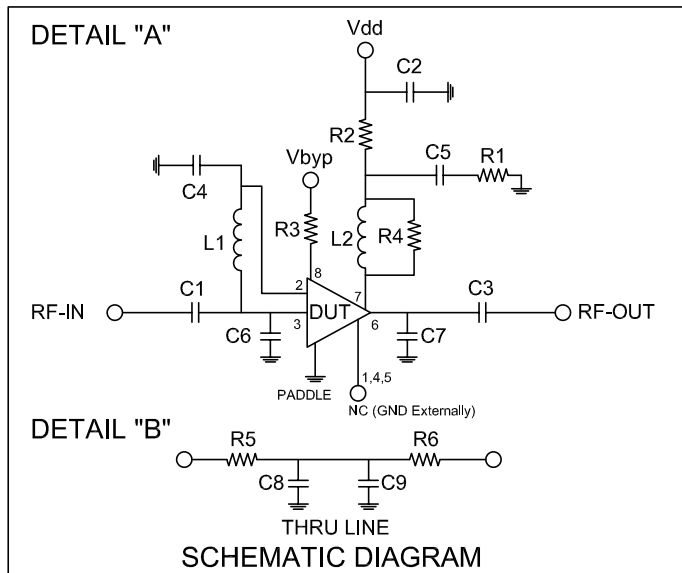 DETAIL "A"
Vdd
C2
R2
Vbyp
C5
R1
C4
R3
L1
L2
R4
8
2
7
C1
C3
RF-IN
DUT
RF-OUT
3
6
C6
C7
PADDLE
1,4,5
NC (GND Externally)
DETAIL "B"
R5
R6
C8
C9
THRU LINE
SCHEMATIC DIAGRAM